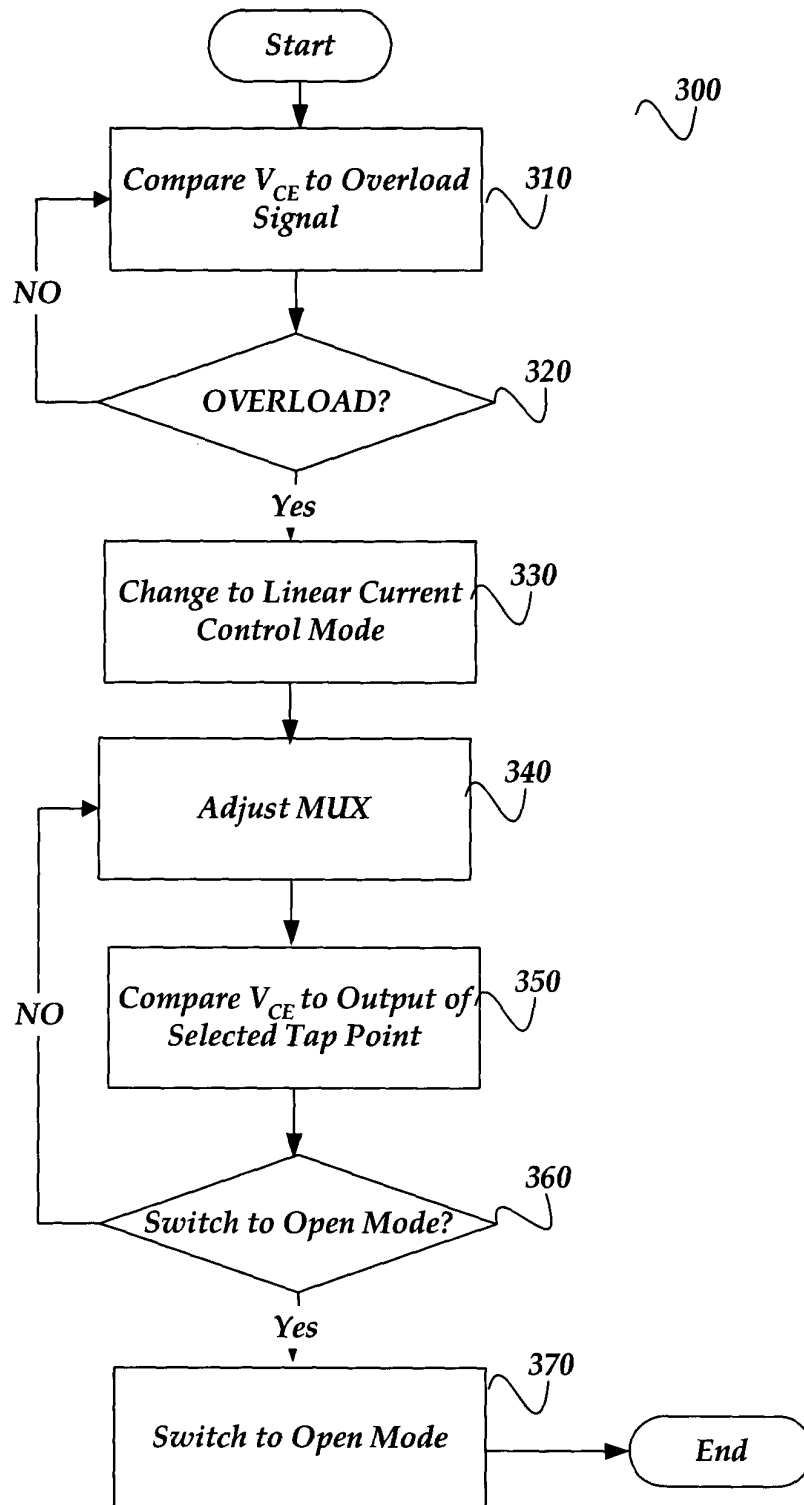 Start
300
Compare VCE to Overload
Signal
310
NO
OVERLOAD?
320
Yes
Change to Linear Current
Control Mode
330
Adjust MUX
340
Compare VCE to Output of
Selected Tap Point
350
NO
Switch to Open Mode?
360
Yes
Switch to Open Mode
370
End